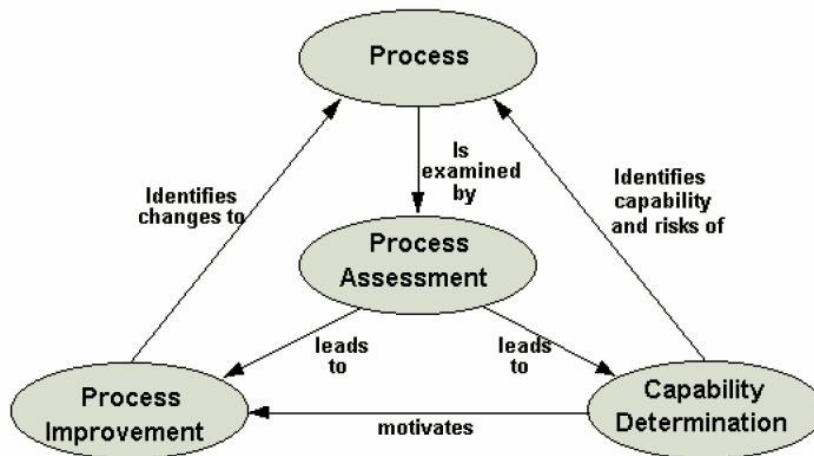 Process
Is
examined
by
Identifies
changes to
Identifies
capability
and risks of
Process
Assessment
leads
to
leads
to
Process
Improvement
motivates
Capability
Determination